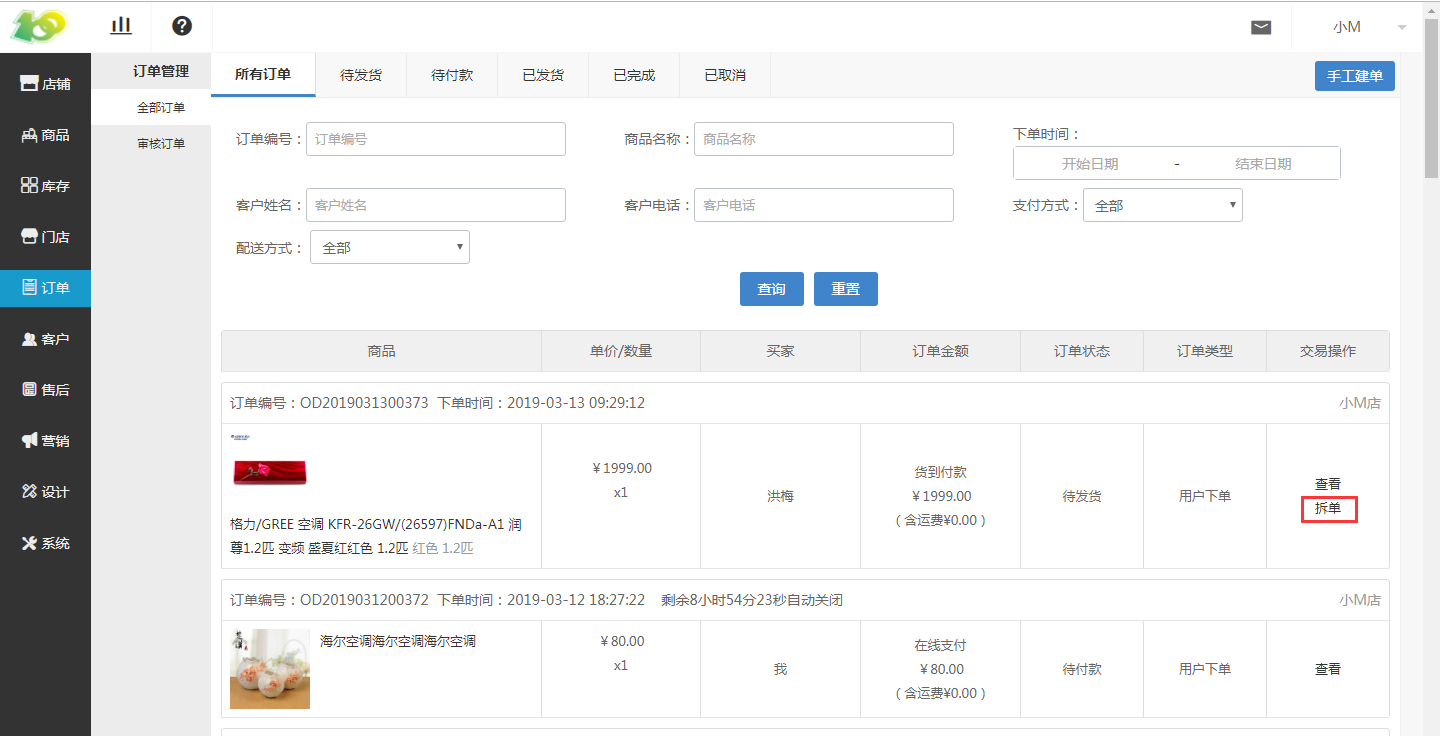 小M
店铺
商品
库存
门店
订单
客户
售后
营销
设计
系统
订单管理
全部订单
审核订单
所有订单
待发货
待付款
已发货
已完成
已取消
手工建单
订单编号：
订单编号
商品名称：
商品名称
下单时间：
开始日期
-
结束日期
客户姓名：
客户姓名
客户电话：
客户电话
支付方式：
全部
配送方式：
全部
查询
重置
商品
单价/数量
买家
订单金额
订单状态
订单类型
交易操作
订单编号：OD2019031300373 下单时间：2019-03-13 09:29:12
小M店
格力/GREE 空调 KFR-26GW/(26597)FNDa-A1 润
尊1.2匹 变频 盛夏红红色 1.2匹 红色 1.2匹
￥1999.00
x1
洪梅
货到付款
￥1999.00
( 含运费¥0.00 )
待发货
用户下单
查看
拆单
订单编号：OD2019031200372 下单时间：2019-03-12 18:27:22 剩余8小时54分23秒自动关闭
小M店
海尔空调海尔空调海尔空调
￥80.00
x1
我
在线支付
￥80.00
( 含运费¥0.00 )
待付款
用户下单
查看